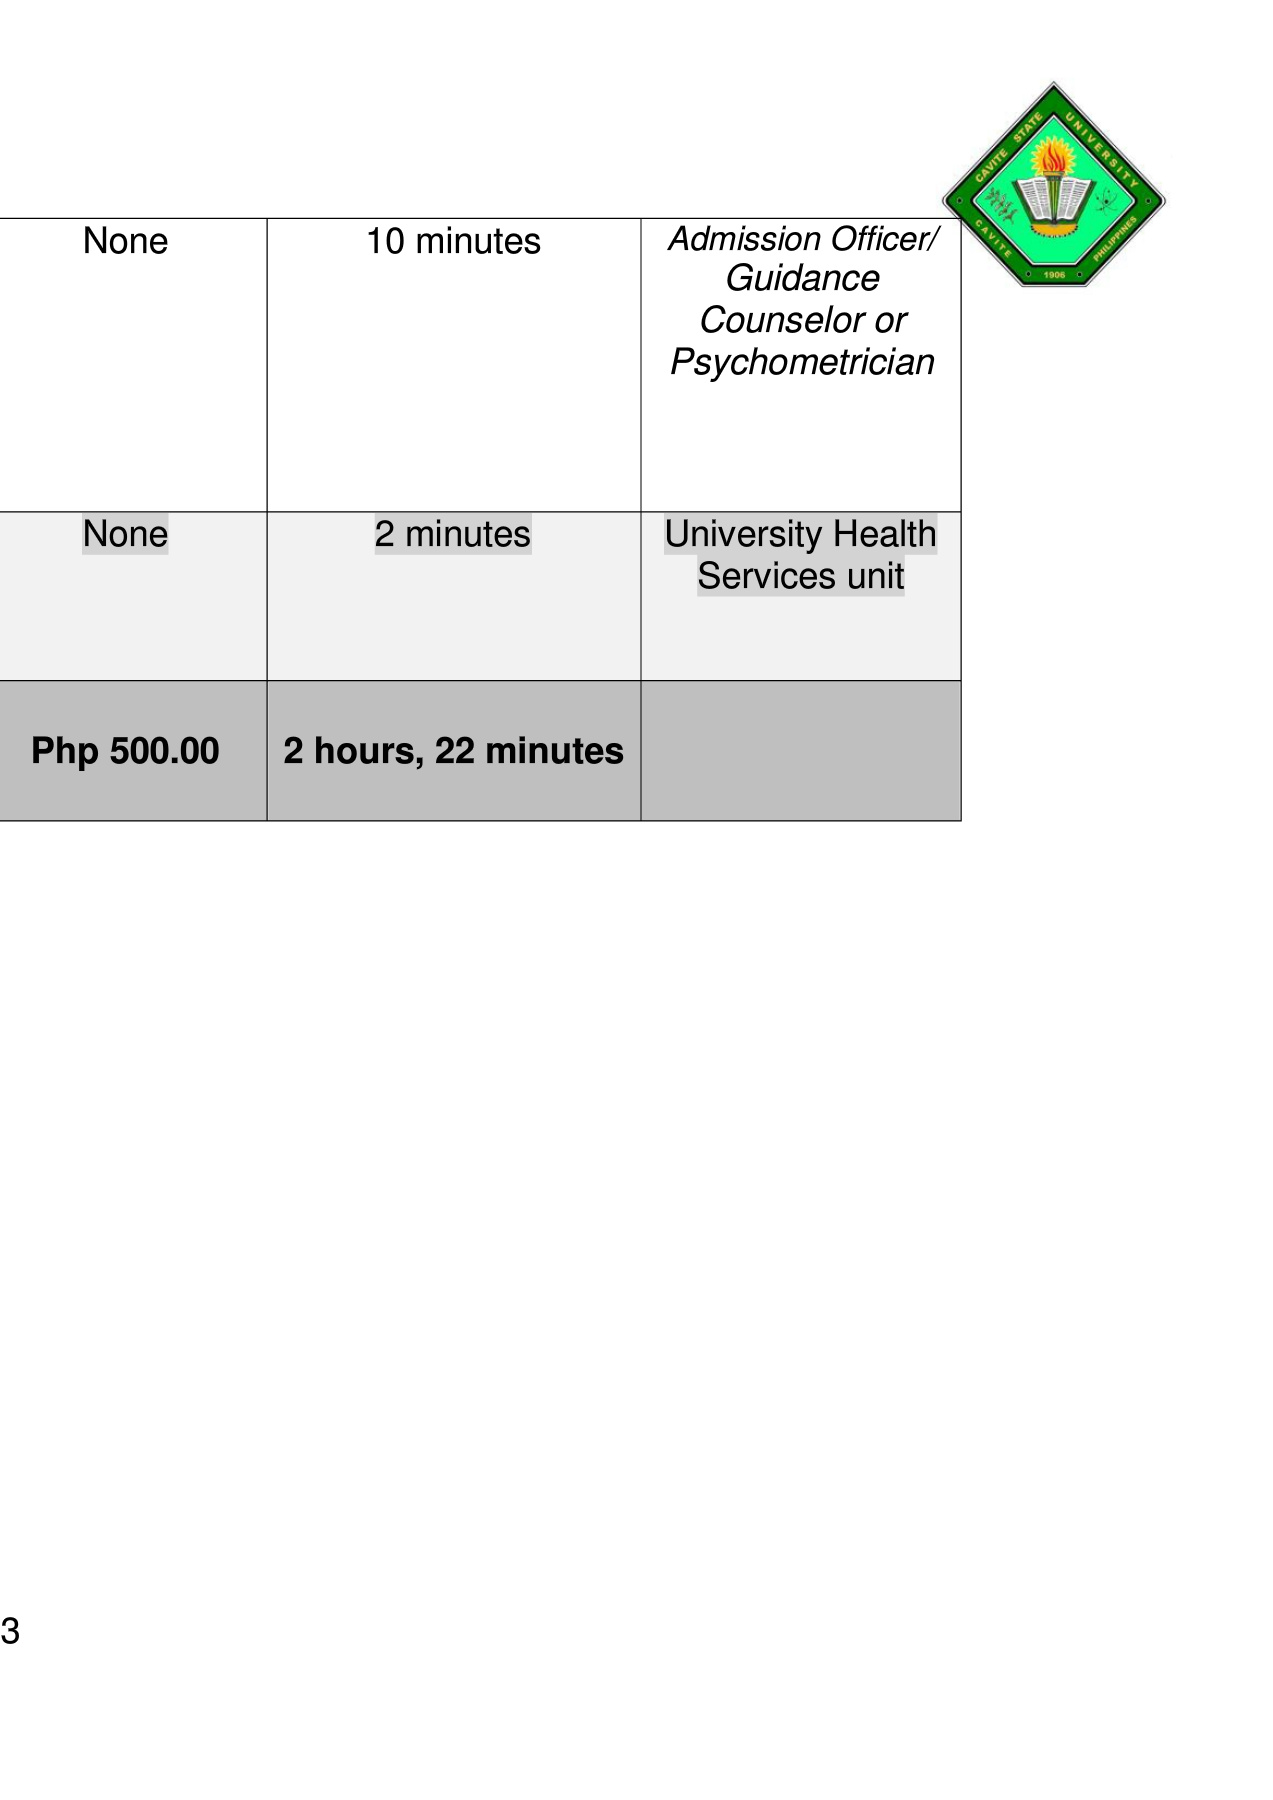 CAVITE STATE UNIVERSITY
CAVITE PHILIPPINES
1906
None
10 minutes
Admission Officer/
Guidance
Counselor or
Psychometrician
None
2 minutes
University Health
Services unit
Php 500.00
2 hours, 22 minutes
3